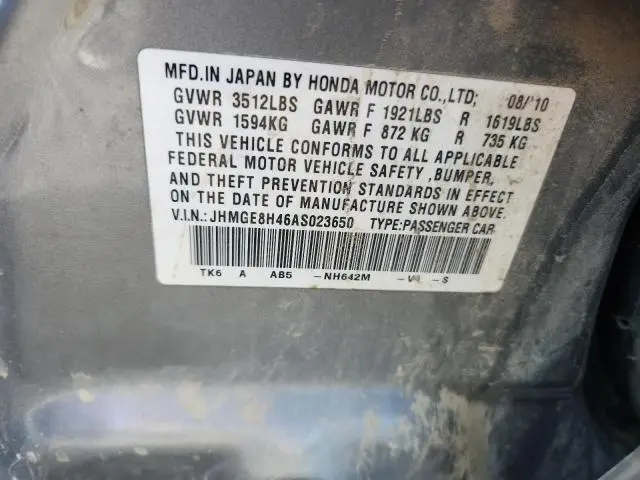 MFD.IN JAPAN BY HONDA MOTOR CO.,LTD; 08/'10
GVWR 3512LBS GAWR F 1921LBS R 1619LBS
GVWR 1594KG GAWR F 872 KG R 735 KG
THIS VEHICLE CONFORMS TO ALL APPLICABLE
FEDERAL MOTOR VEHICLE SAFETY ,BUMPER,
AND THEFT PREVENTION STANDARDS IN EFFECT
ON THE DATE OF MANUFACTURE SHOWN ABOVE.
V.I.N.:JHMGE8H46AS023650 TYPE:PASSENGER CAR
TK6 A AB5 -NH642M -V -S